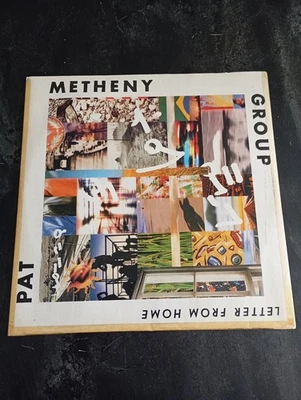 PAT
METHENY
GROUP
LETTER FROM HOME